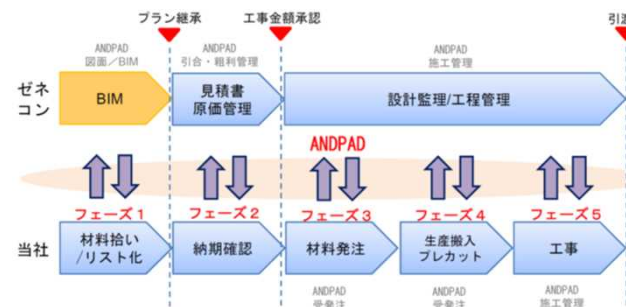 プラン継承
工事金額承認
引渡
ANDPAD
図面／BIM
ANDPAD
引合・粗利管理
ANDPAD
施工管理
ゼネ
コン
BIM
見積書
原価管理
設計監理/工程管理
ANDPAD
フェーズ１
フェーズ２
フェーズ３
フェーズ４
フェーズ５
当社
材料拾い
/リスト化
納期確認
材料発注
生産搬入
プレカット
工事
ANDPAD
受発注
ANDPAD
受発注
ANDPAD
施工管理